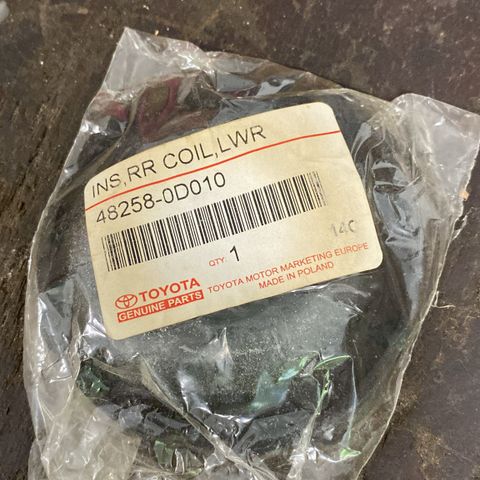 INS,RR COIL,LWR
48258-0D010
14C
QTY: 1
TOYOTA
GENUINE PARTS
TOYOTA MOTOR MARKETING EUROPE
MADE IN POLAND